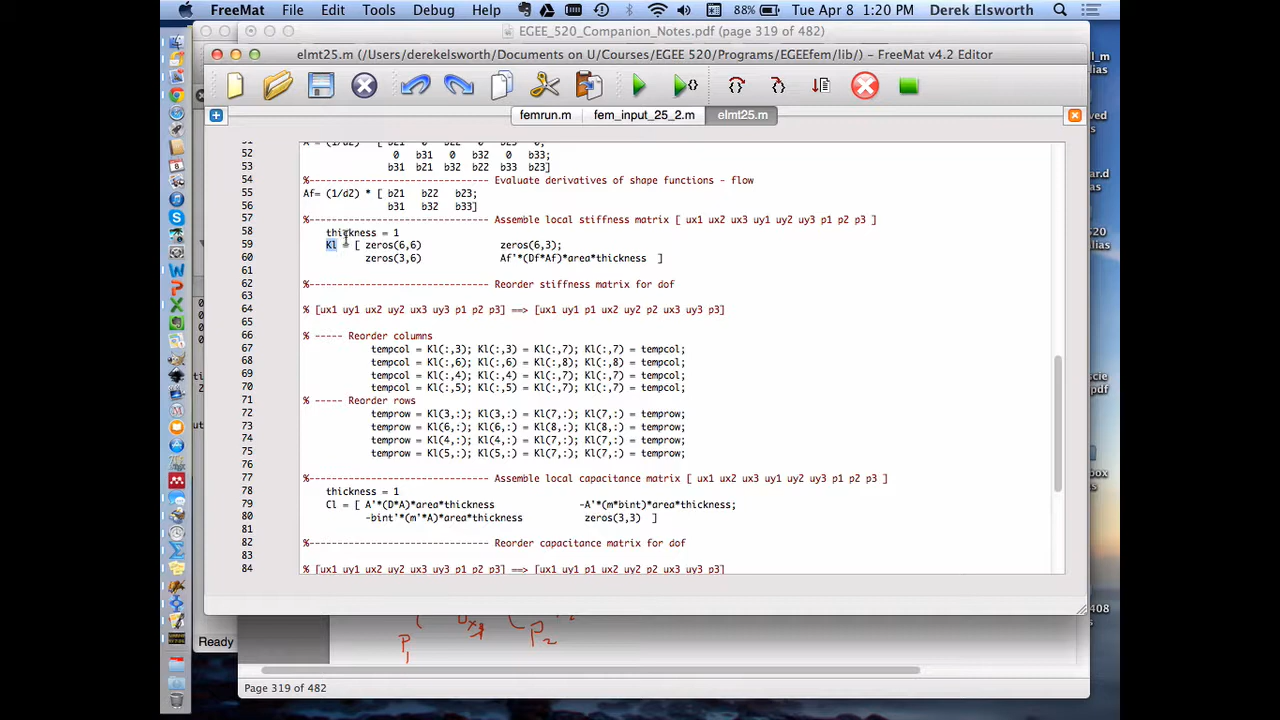 FreeMat File Edit Tools Debug Help 88% Tue Apr 8 1:20 PM Derek Elsworth
EGEE_520_Companion_Notes.pdf (page 319 of 482)
elmt25.m (/Users/derekelsworth/Documents on U/Courses/EGEE 520/Programs/EGEEfem/lib/) – FreeMat v4.2 Editor
femrun.m fem_input_25_2.m elmt25.m
51 A = (1/d2) * [ b21 0 b22 0 b23 0;
52 0 b31 0 b32 0 b33;
53 b31 b21 b32 b22 b33 b23]
54 %------------------------------- Evaluate derivatives of shape functions - flow
55 Af= (1/d2) * [ b21 b22 b23;
56 b31 b32 b33]
57 %------------------------------- Assemble local stiffness matrix [ ux1 ux2 ux3 uy1 uy2 uy3 p1 p2 p3 ]
58 thickness = 1
59 Kl = [ zeros(6,6) zeros(6,3);
60 zeros(3,6) Af'*(Df*Af)*area*thickness ]
61
62 %------------------------------- Reorder stiffness matrix for dof
63
64 % [ux1 uy1 ux2 uy2 ux3 uy3 p1 p2 p3] ==> [ux1 uy1 p1 ux2 uy2 p2 ux3 uy3 p3]
65
66 % ----- Reorder columns
67 tempcol = Kl(:,3); Kl(:,3) = Kl(:,7); Kl(:,7) = tempcol;
68 tempcol = Kl(:,6); Kl(:,6) = Kl(:,8); Kl(:,8) = tempcol;
69 tempcol = Kl(:,4); Kl(:,4) = Kl(:,7); Kl(:,7) = tempcol;
70 tempcol = Kl(:,5); Kl(:,5) = Kl(:,7); Kl(:,7) = tempcol;
71 % ----- Reorder rows
72 temprow = Kl(3,:); Kl(3,:) = Kl(7,:); Kl(7,:) = temprow;
73 temprow = Kl(6,:); Kl(6,:) = Kl(8,:); Kl(8,:) = temprow;
74 temprow = Kl(4,:); Kl(4,:) = Kl(7,:); Kl(7,:) = temprow;
75 temprow = Kl(5,:); Kl(5,:) = Kl(7,:); Kl(7,:) = temprow;
76
77 %------------------------------- Assemble local capacitance matrix [ ux1 ux2 ux3 uy1 uy2 uy3 p1 p2 p3 ]
78 thickness = 1
79 Cl = [ A'*(D*A)*area*thickness -A'*(m*bint)*area*thickness;
80 -bint'*(m'*A)*area*thickness zeros(3,3) ]
81
82 %------------------------------- Reorder capacitance matrix for dof
83
84 % [ux1 uy1 ux2 uy2 ux3 uy3 p1 p2 p3] ==> [ux1 uy1 p1 ux2 uy2 p2 ux3 uy3 p3]
Ready
P1
P2
Page 319 of 482